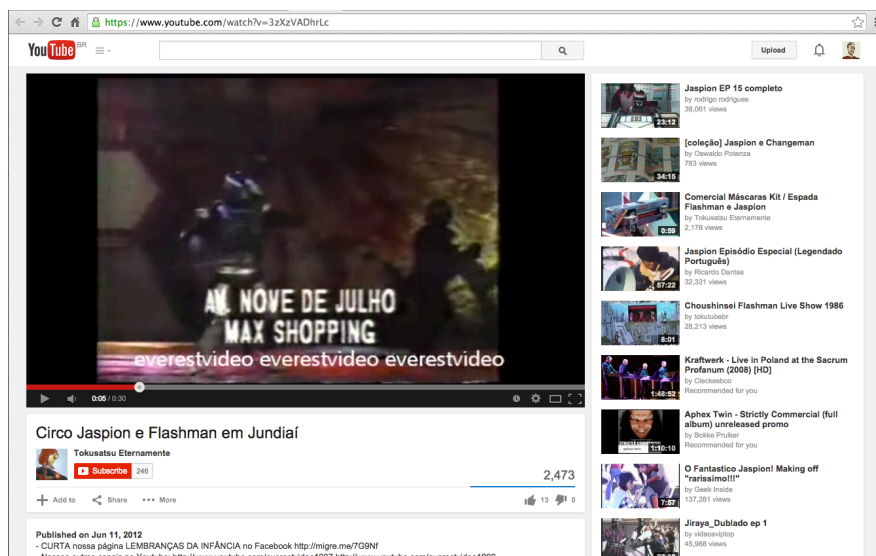 https://www.youtube.com/watch?v=3zXzVADhrLc
YouTube BR
Upload
AV. NOVE DE JULHO
MAX SHOPPING
everestvideo everestvideo everestvideo
0:05 / 0:30
Circo Jaspion e Flashman em Jundiaí
Tokusatsu Eternamente
Subscribe 246
2,473
Add to Share More
13 0
Published on Jun 11, 2012
- CURTA nossa página LEMBRANÇAS DA INFÂNCIA no Facebook http://migre.me/7G9Nf
Jaspion EP 15 completo
by rodrigo rodrigues
38,061 views
23:12
[coleção] Jaspion e Changeman
by Oswaldo Potenza
783 views
34:15
Comercial Máscaras Kit / Espada
Flashman e Jaspion
by Tokusatsu Eternamente
2,178 views
0:59
Jaspion Episódio Especial (Legendado
Português)
by Ricardo Dantas
32,321 views
57:22
Choushinsei Flashman Live Show 1986
by tokutubebr
28,213 views
8:01
Kraftwerk - Live in Poland at the Sacrum
Profanum (2008) [HD]
by Cleckesbco
Recommended for you
1:48:52
Aphex Twin - Strictly Commercial (full
album) unreleased promo
by Bokke Pruiker
Recommended for you
1:10:10
O Fantastico Jaspion! Making off
"rarissimo!!!"
by Geek Inside
137,281 views
7:57
Jiraya_Dublado ep 1
by videosviptop
45,968 views